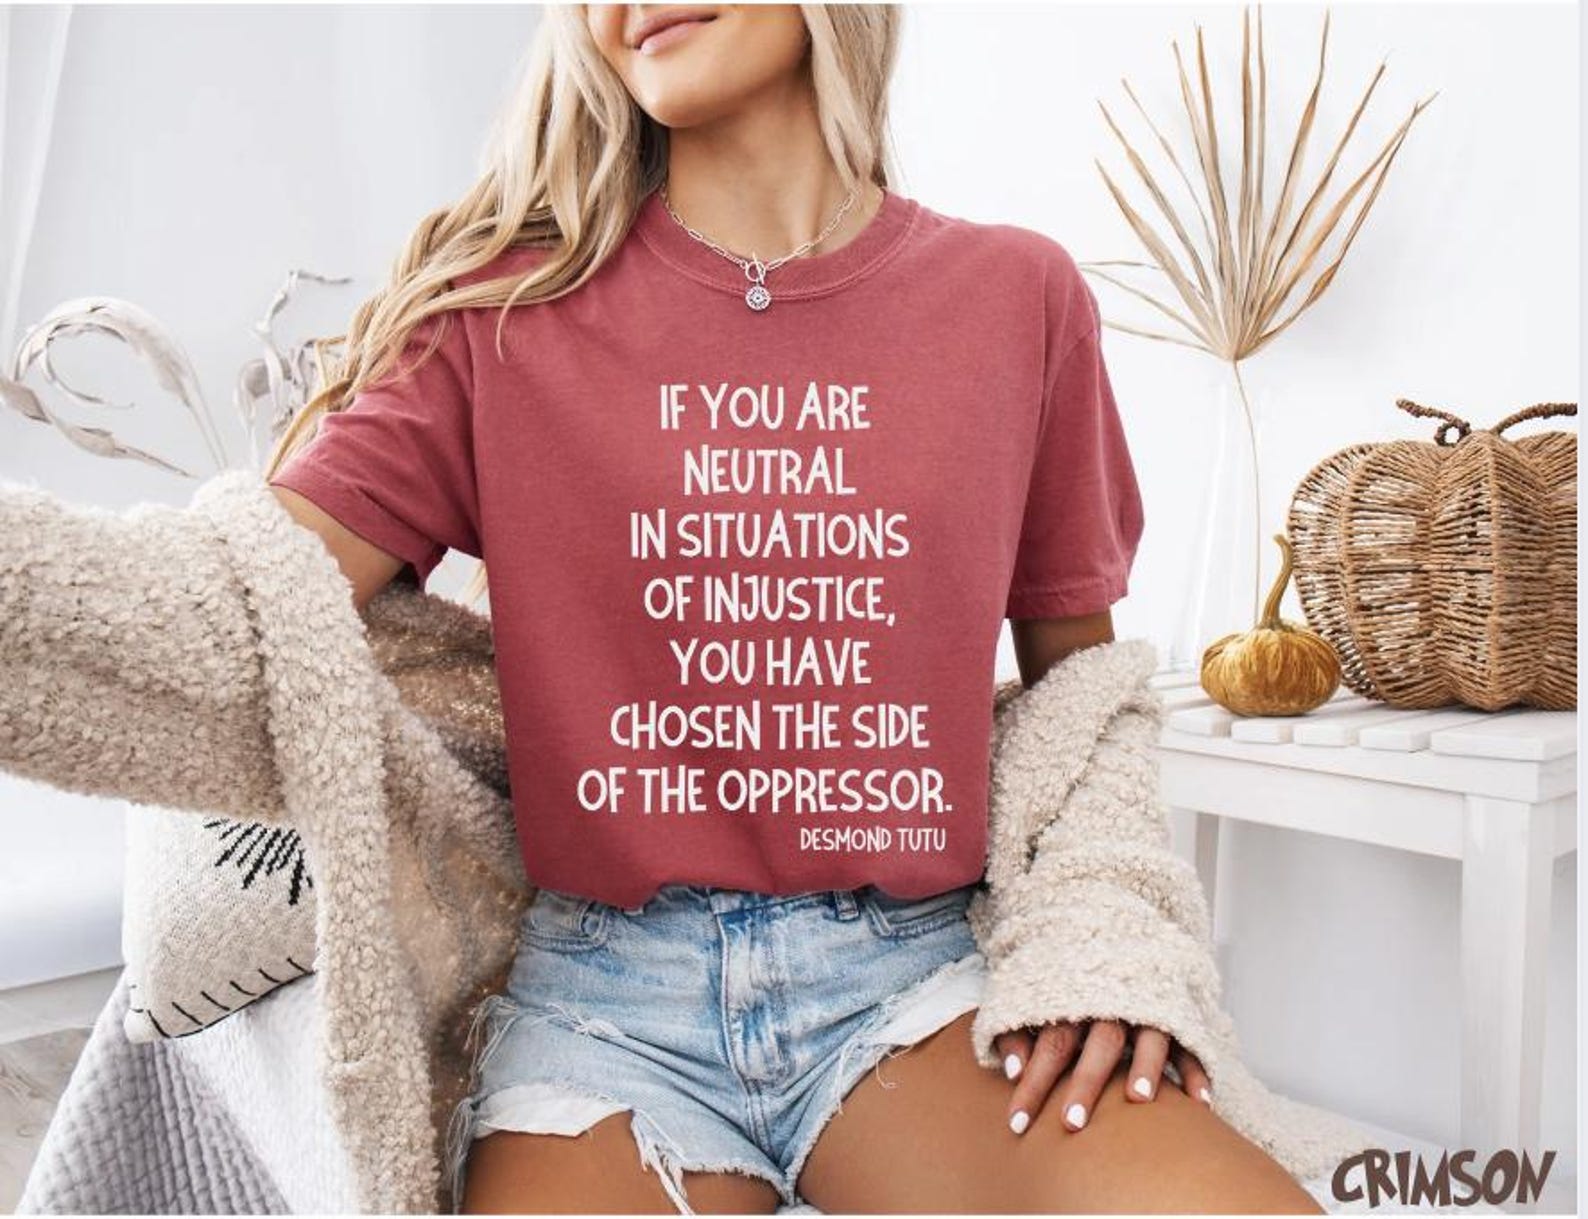 IF YOU ARE
NEUTRAL
IN SITUATIONS
OF INJUSTICE,
YOU HAVE
CHOSEN THE SIDE
OF THE OPPRESSOR.
DESMOND TUTU
CRIMSON